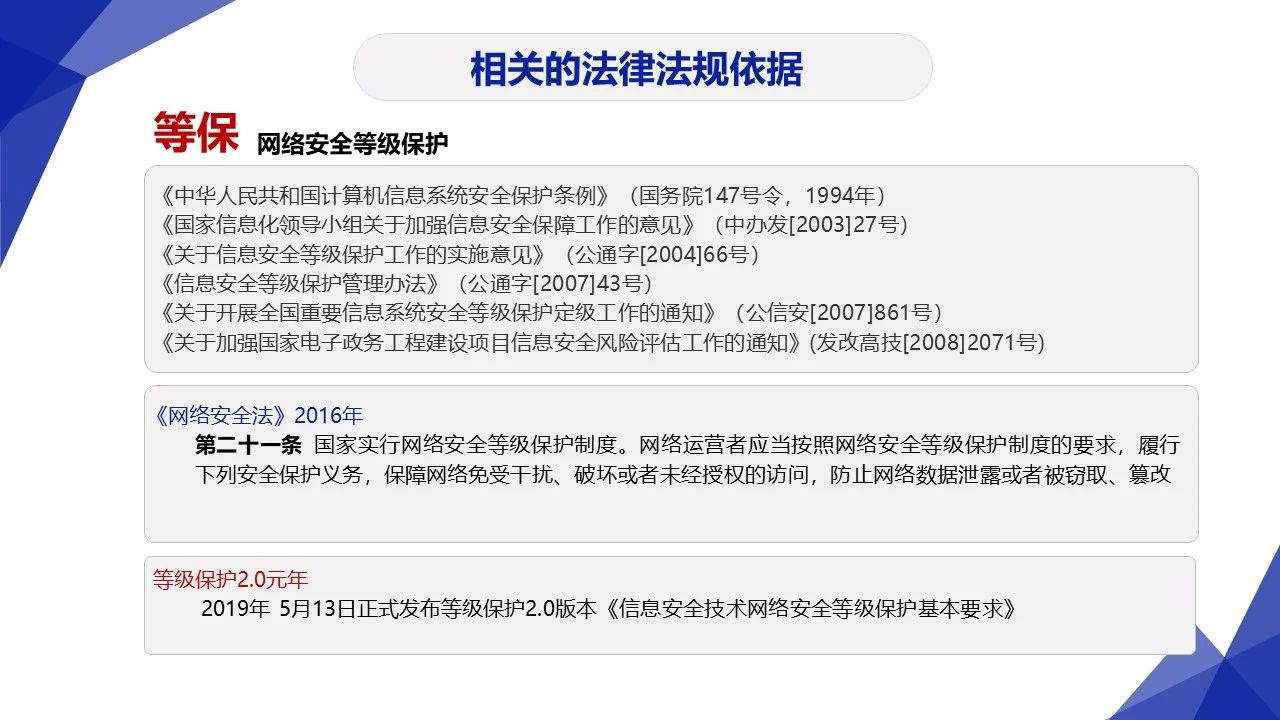 相关的法律法规依据
等保 网络安全等级保护
《中华人民共和国计算机信息系统安全保护条例》（国务院147号令，1994年）
《国家信息化领导小组关于加强信息安全保障工作的意见》（中办发[2003]27号）
《关于信息安全等级保护工作的实施意见》（公通字[2004]66号）
《信息安全等级保护管理办法》（公通字[2007]43号）
《关于开展全国重要信息系统安全等级保护定级工作的通知》（公信安[2007]861号）
《关于加强国家电子政务工程建设项目信息安全风险评估工作的通知》(发改高技[2008]2071号)
《网络安全法》2016年
第二十一条 国家实行网络安全等级保护制度。网络运营者应当按照网络安全等级保护制度的要求，履行
下列安全保护义务，保障网络免受干扰、破坏或者未经授权的访问，防止网络数据泄露或者被窃取、篡改
等级保护2.0元年
2019年 5月13日正式发布等级保护2.0版本《信息安全技术网络安全等级保护基本要求》